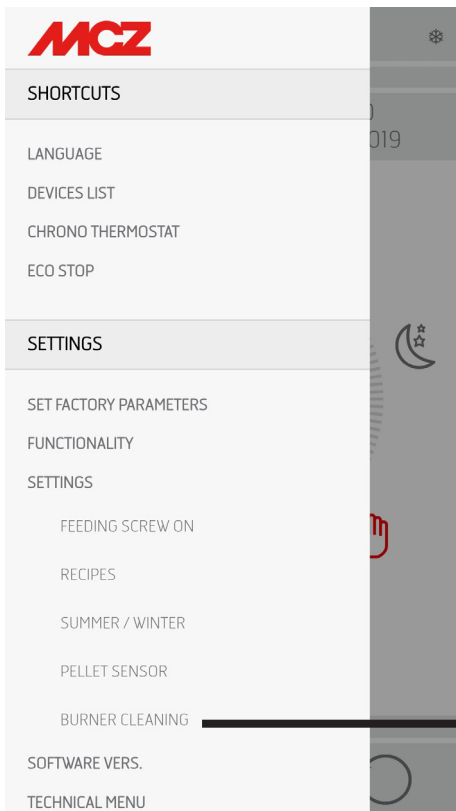 MCZ
SHORTCUTS
)
019
LANGUAGE
DEVICES LIST
CHRONO THERMOSTAT
ECO STOP
SETTINGS
SET FACTORY PARAMETERS
FUNCTIONALITY
SETTINGS
FEEDING SCREW ON
RECIPES
SUMMER / WINTER
PELLET SENSOR
BURNER CLEANING
SOFTWARE VERS.
TECHNICAL MENU